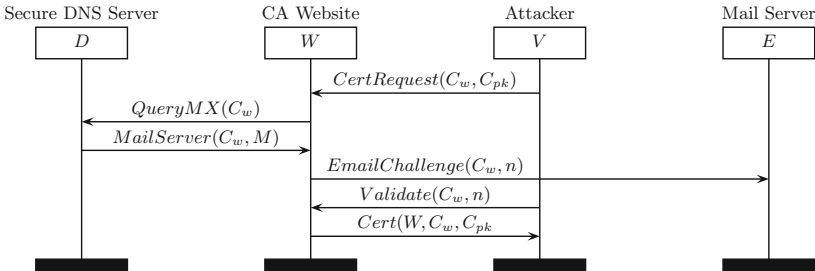 Secure DNS Server CA Website Attacker Mail Server
D W V E
CertRequest(C_w, C_pk)
QueryMX(C_w)
MailServer(C_w, M)
EmailChallenge(C_w, n)
Validate(C_w, n)
Cert(W, C_w, C_pk